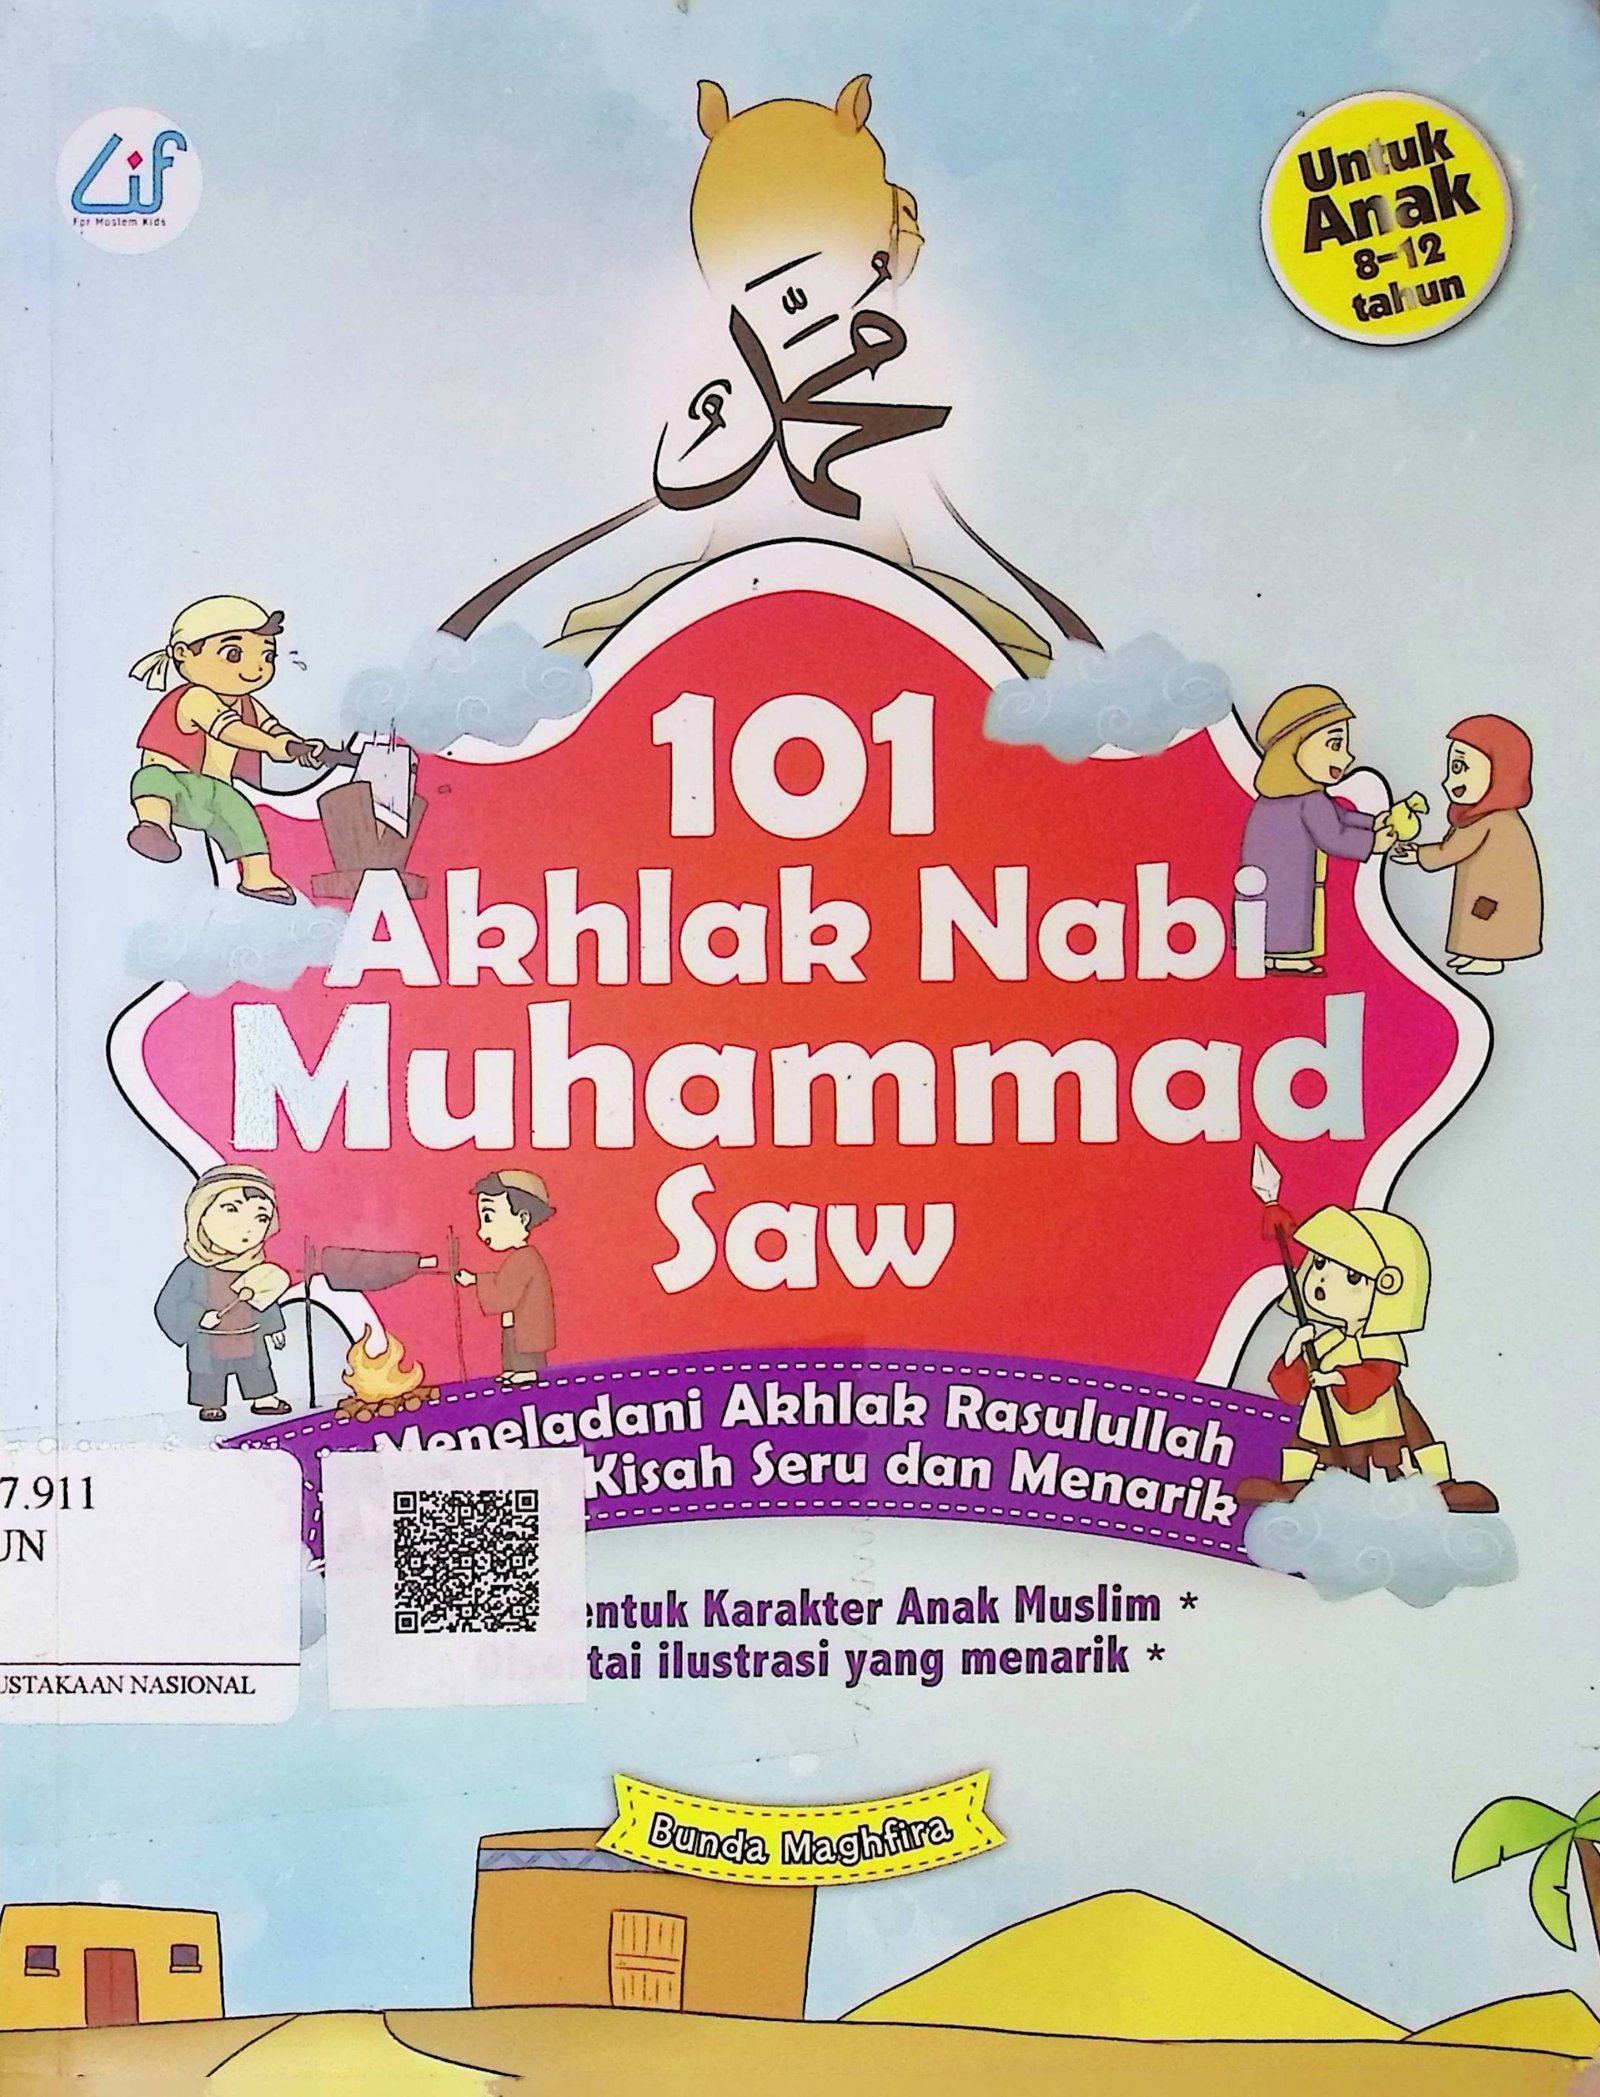 Lif
For Moslem Kids
Untuk
Anak
8-12
tahun
محمد
101
Akhlak Nabi
Muhammad
Saw
Meneladani Akhlak Rasulullah
Kisah Seru dan Menarik
7.911
UN
USTAKAAN NASIONAL
entuk Karakter Anak Muslim *
tai ilustrasi yang menarik *
Bunda Maghfira